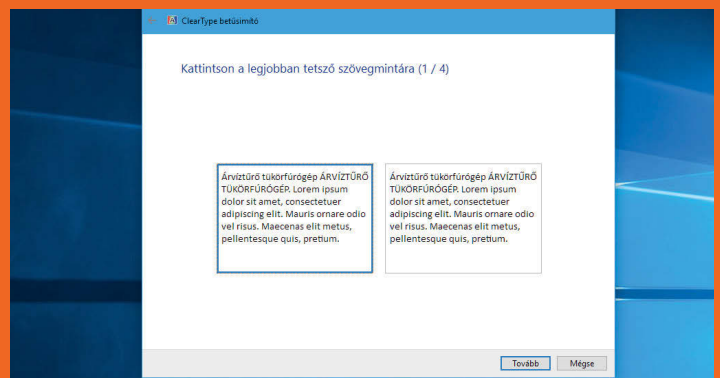 ClearType betűsimító
Kattintson a legjobban tetsző szövegmintára (1 / 4)
Árvíztűrő tükörfúrógép ÁRVÍZTŰRŐ
TÜKÖRFÚRÓGÉP. Lorem ipsum
dolor sit amet, consectetuer
adipiscing elit. Mauris ornare odio
vel risus. Maecenas elit metus,
pellentesque quis, pretium.
Árvíztűrő tükörfúrógép ÁRVÍZTŰRŐ
TÜKÖRFÚRÓGÉP. Lorem ipsum
dolor sit amet, consectetuer
adipiscing elit. Mauris ornare odio
vel risus. Maecenas elit metus,
pellentesque quis, pretium.
Tovább
Mégse